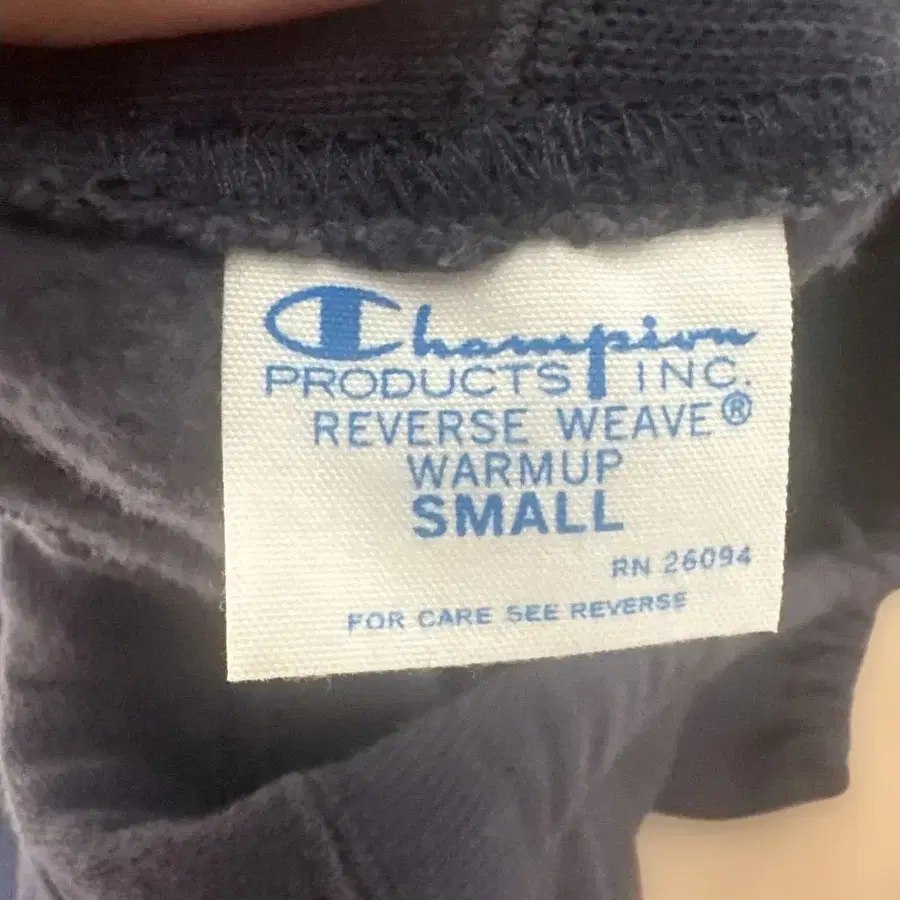 Champion
PRODUCTS INC.
REVERSE WEAVE®
WARMUP
SMALL
RN 26094
FOR CARE SEE REVERSE